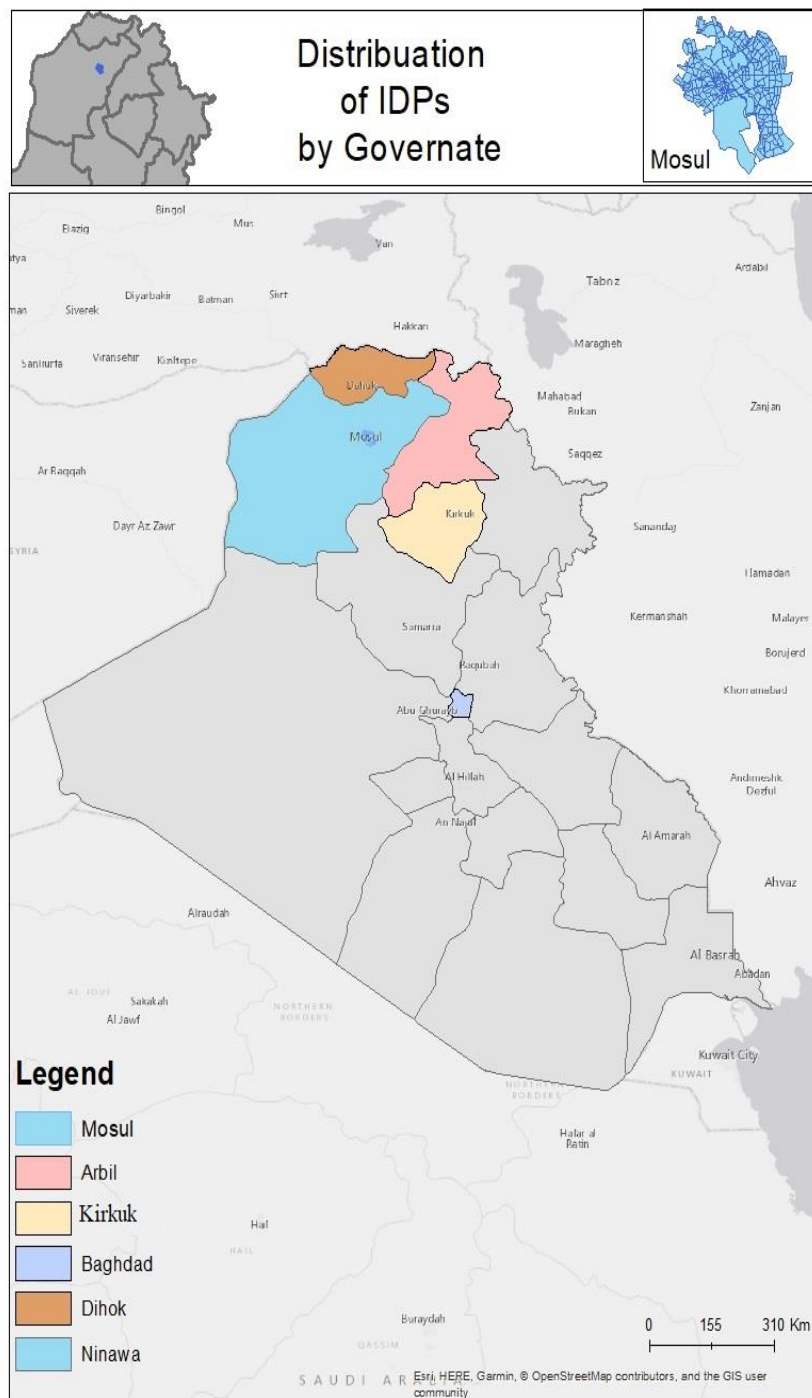 Distribuation
of IDPs
by Governate
Mosul
Bingol
Elazig
Mus
Van
Ardabil
Tabriz
Diyarbakir
Batman
Siirt
Siverek
Hakkari
Maragheh
Sanliurfa
Viransehir
Kiziltepe
Dahuk
Mahabad
Bukan
Zanjan
Mosul
Saqqez
Ar Raqqah
Kirkuk
Dayr Az Zawr
Sanandaj
SYRIA
Hamadan
Samarra
Kermanshah
Malayer
Baqubah
Borujerd
Khorramabad
Abu Ghurayb
Al Hillah
Andimeshk
Dezful
An Najaf
Al Amarah
Ahvaz
Al Basrah
Abadan
AL JOUF
Sakakah
Al Jawf
NORTHERN
BORDERS
Kuwait City
KUWAIT
NORTHERN
BORDERS
Hafar al
Batin
Legend
Mosul
Arbil
Kirkuk
Baghdad
Dihok
Ninawa
Hail
HAIL
0 155 310 Km
Buraydah
QASSIM
SAUDI ARABIA
Esri, HERE, Garmin, © OpenStreetMap contributors, and the GIS user
community